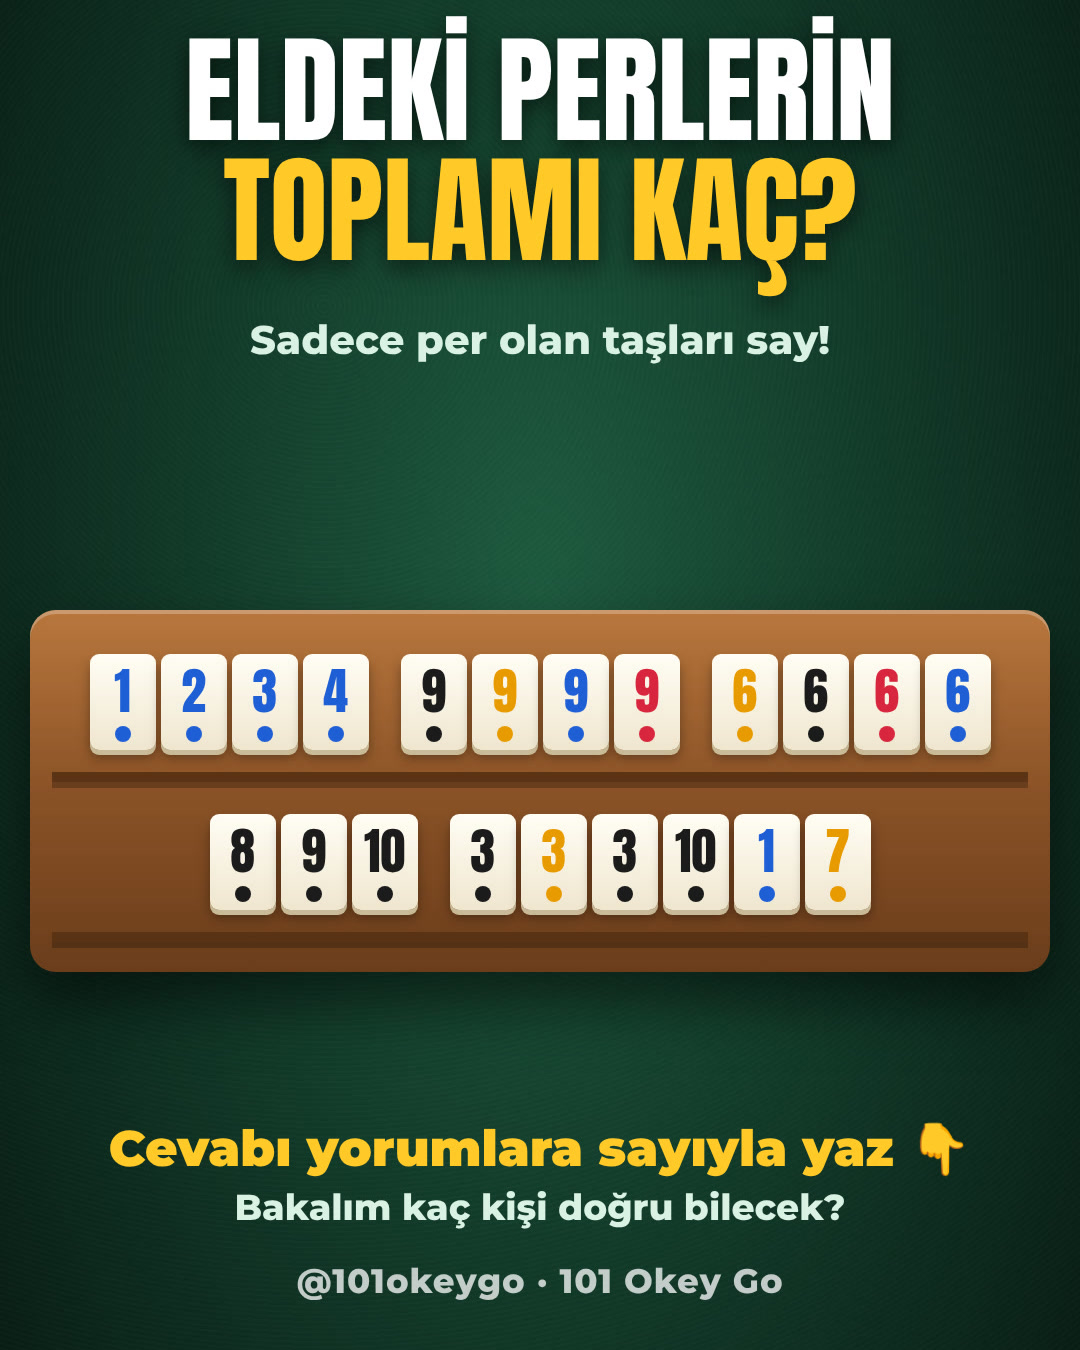 ELDEKİ PERLERİN
TOPLAMI KAÇ?
Sadece per olan taşları say!
1 2 3 4 9 9 9 9 6 6 6 6
8 9 10 3 3 3 10 1 7
Cevabı yorumlara sayıyla yaz 👇
Bakalım kaç kişi doğru bilecek?
@101okeygo · 101 Okey Go